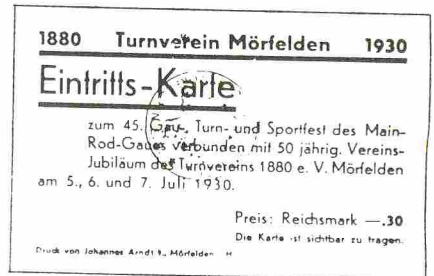 1880 Turnverein Mörfelden 1930
Eintritts-Karte
zum 45. Gau-, Turn- und Sportfest des Main-
Rod-Gaues verbunden mit 50 jährig. Vereins-
Jubiläum des Turnvereins 1880 e. V. Mörfelden
am 5., 6. und 7. Juli 1930.
Preis: Reichsmark —.30
Die Karte ist sichtbar zu tragen.
Druck von Johannes Arndt, Mörfelden